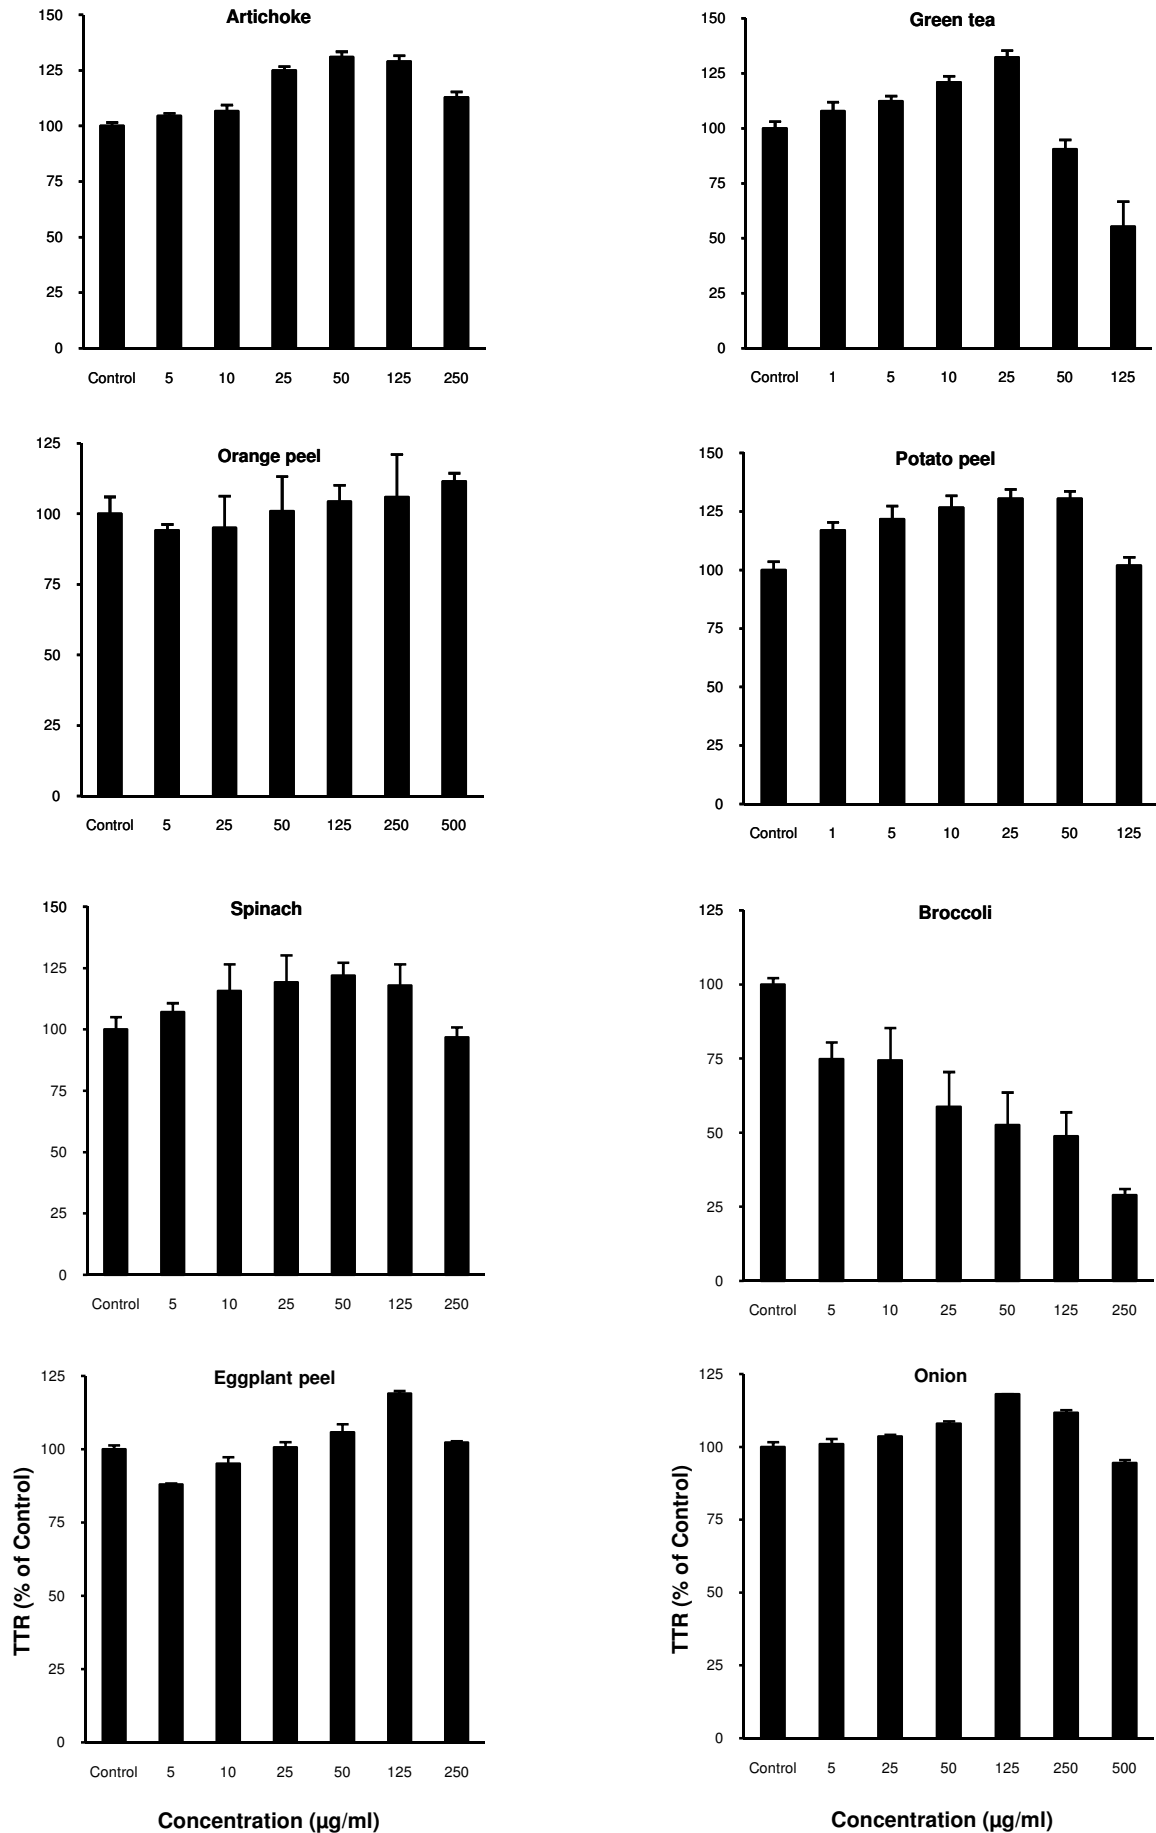 Artichoke
150
125
100
75
50
25
0
Control 5 10 25 50 125 250
Green tea
150
125
100
75
50
25
0
Control 1 5 10 25 50 125
Orange peel
125
100
75
50
25
0
Control 5 25 50 125 250 500
Potato peel
150
125
100
75
50
25
0
Control 1 5 10 25 50 125
Spinach
150
125
100
75
50
25
0
Control 5 10 25 50 125 250
Broccoli
125
100
75
50
25
0
Control 5 10 25 50 125 250
Eggplant peel
125
100
75
50
25
0
TTR (% of Control)
Control 5 10 25 50 125 250
Concentration (µg/ml)
Onion
125
100
75
50
25
0
TTR (% of Control)
Control 5 25 50 125 250 500
Concentration (µg/ml)